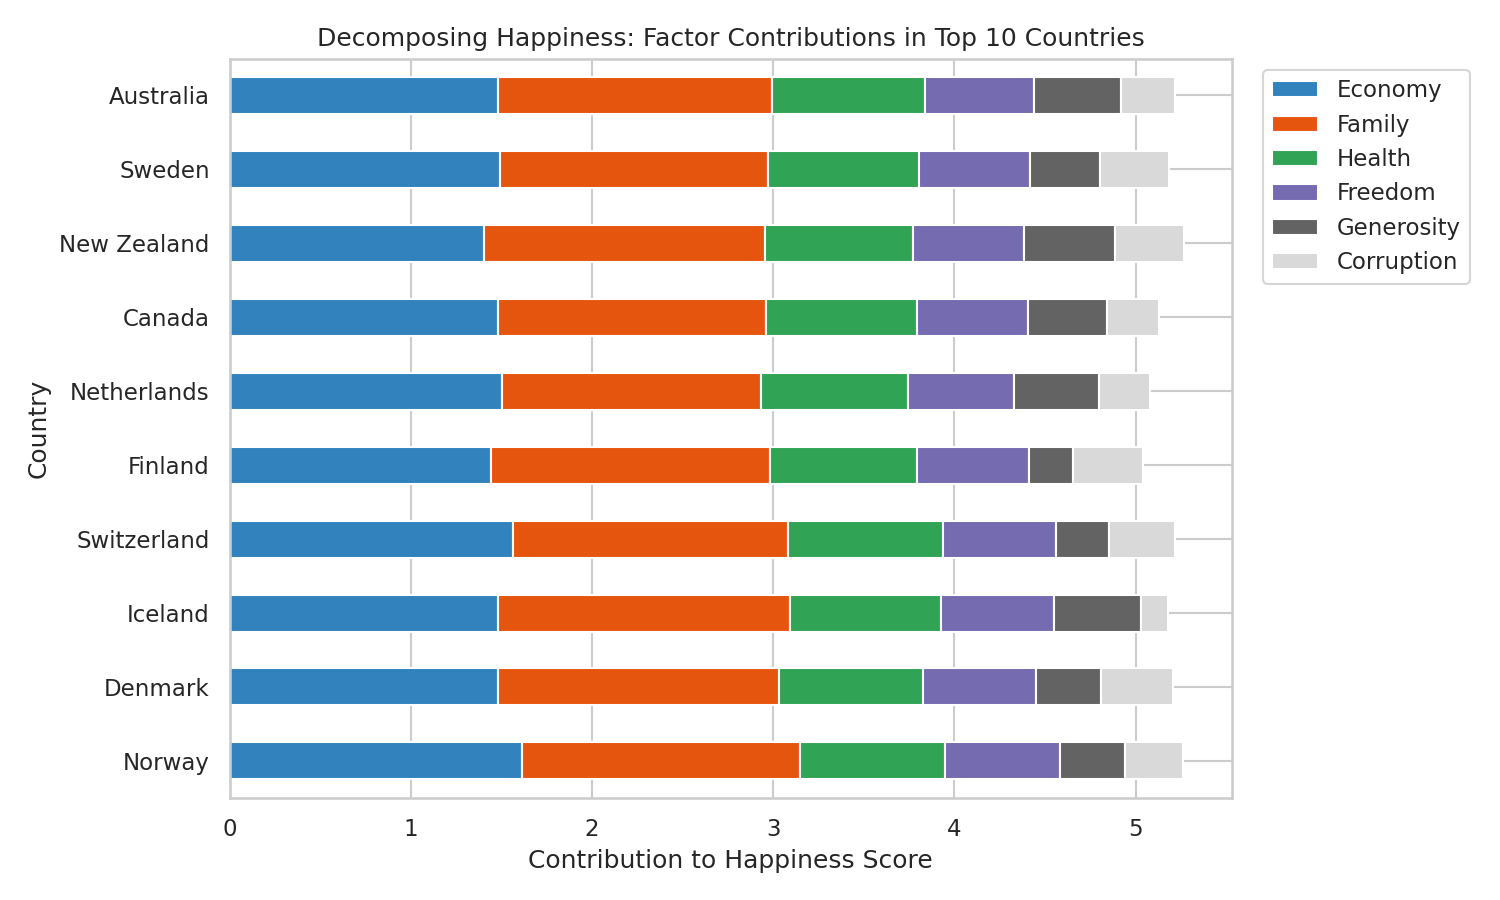 Decomposing Happiness: Factor Contributions in Top 10 Countries
Australia
Sweden
New Zealand
Canada
Netherlands
Finland
Switzerland
Iceland
Denmark
Norway
Country
0 1 2 3 4 5
Contribution to Happiness Score
Economy
Family
Health
Freedom
Generosity
Corruption